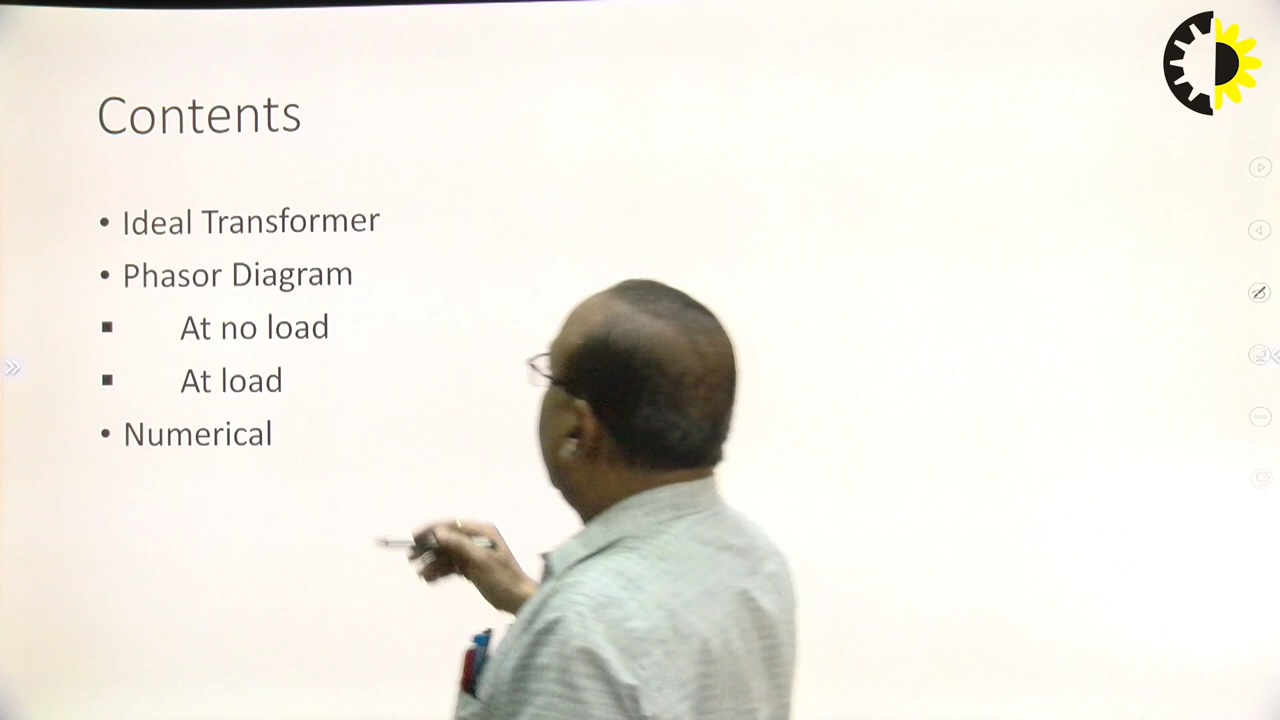 Contents
• Ideal Transformer
• Phasor Diagram
▪ At no load
▪ At load
• Numerical